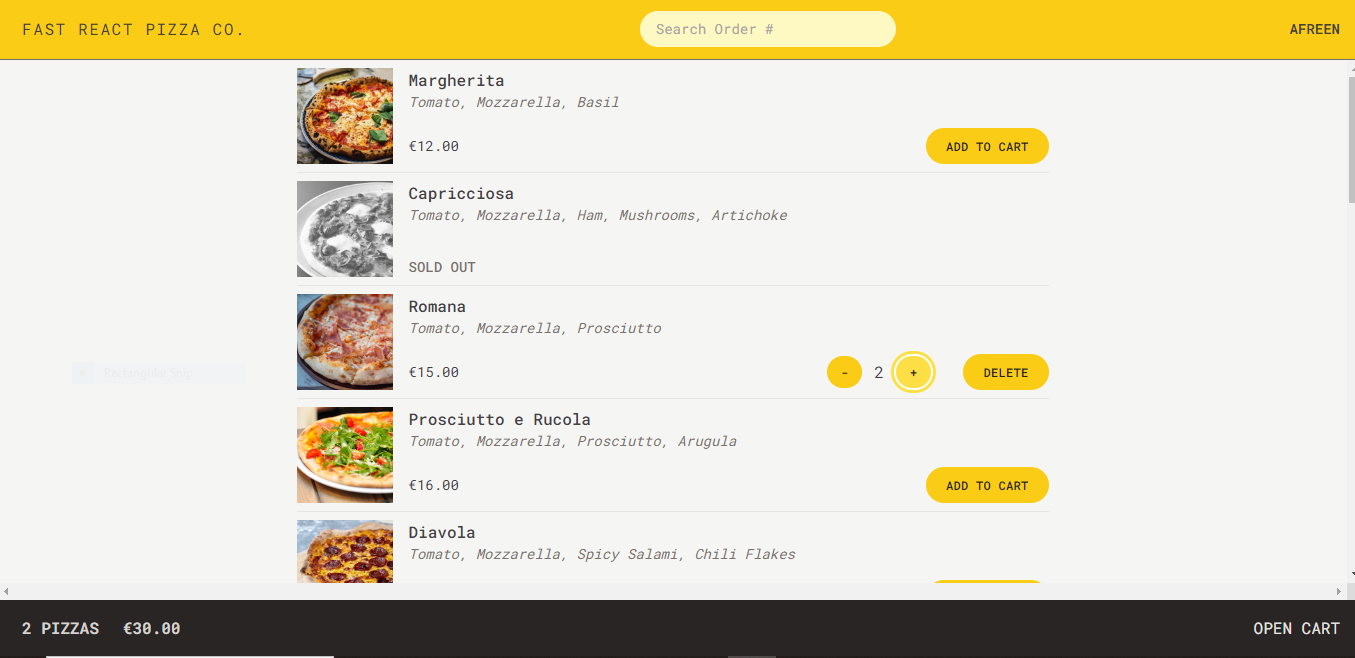 FAST REACT PIZZA CO.
Search Order #
AFREEN
Margherita
Tomato, Mozzarella, Basil
€12.00
ADD TO CART
Capricciosa
Tomato, Mozzarella, Ham, Mushrooms, Artichoke
SOLD OUT
Romana
Tomato, Mozzarella, Prosciutto
Rectangular Snip
€15.00
- 2 +
DELETE
Prosciutto e Rucola
Tomato, Mozzarella, Prosciutto, Arugula
€16.00
ADD TO CART
Diavola
Tomato, Mozzarella, Spicy Salami, Chili Flakes
2 PIZZAS €30.00
OPEN CART